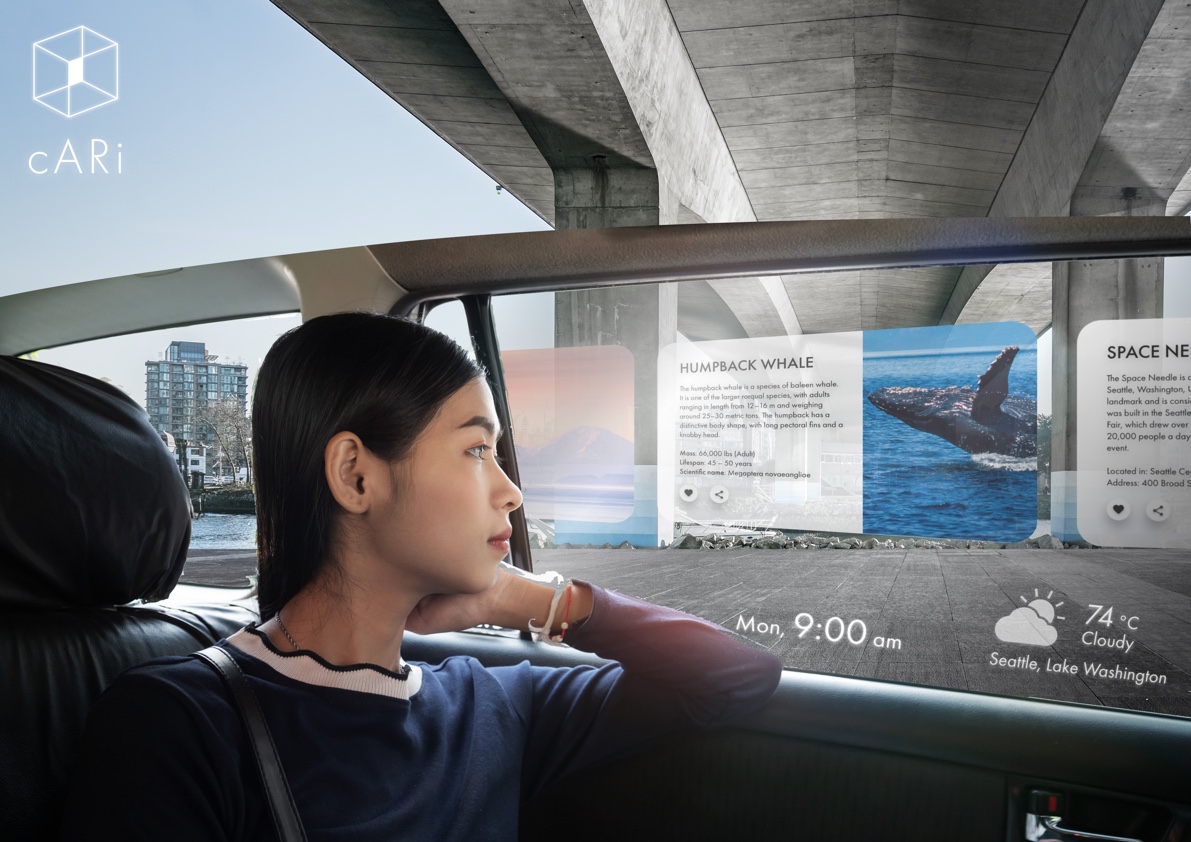 cARi
HUMPBACK WHALE
The humpback whale is a species of baleen whale.
It is one of the larger rorqual species, with adults
ranging in length from 12–16 m and weighing
around 25–30 metric tons. The humpback has a
distinctive body shape, with long pectoral fins and a
knobby head.
Mass: 66,000 lbs (Adult)
Lifespan: 45 – 50 years
Scientific name: Megaptera novaeangliae
SPACE NE
The Space Needle is
Seattle, Washington, U
landmark and is consi
was built in the Seattle
Fair, which drew over
20,000 people a day
event.
Located in: Seattle Ce
Address: 400 Broad S
Mon, 9:00 am
74 °C
Cloudy
Seattle, Lake Washington